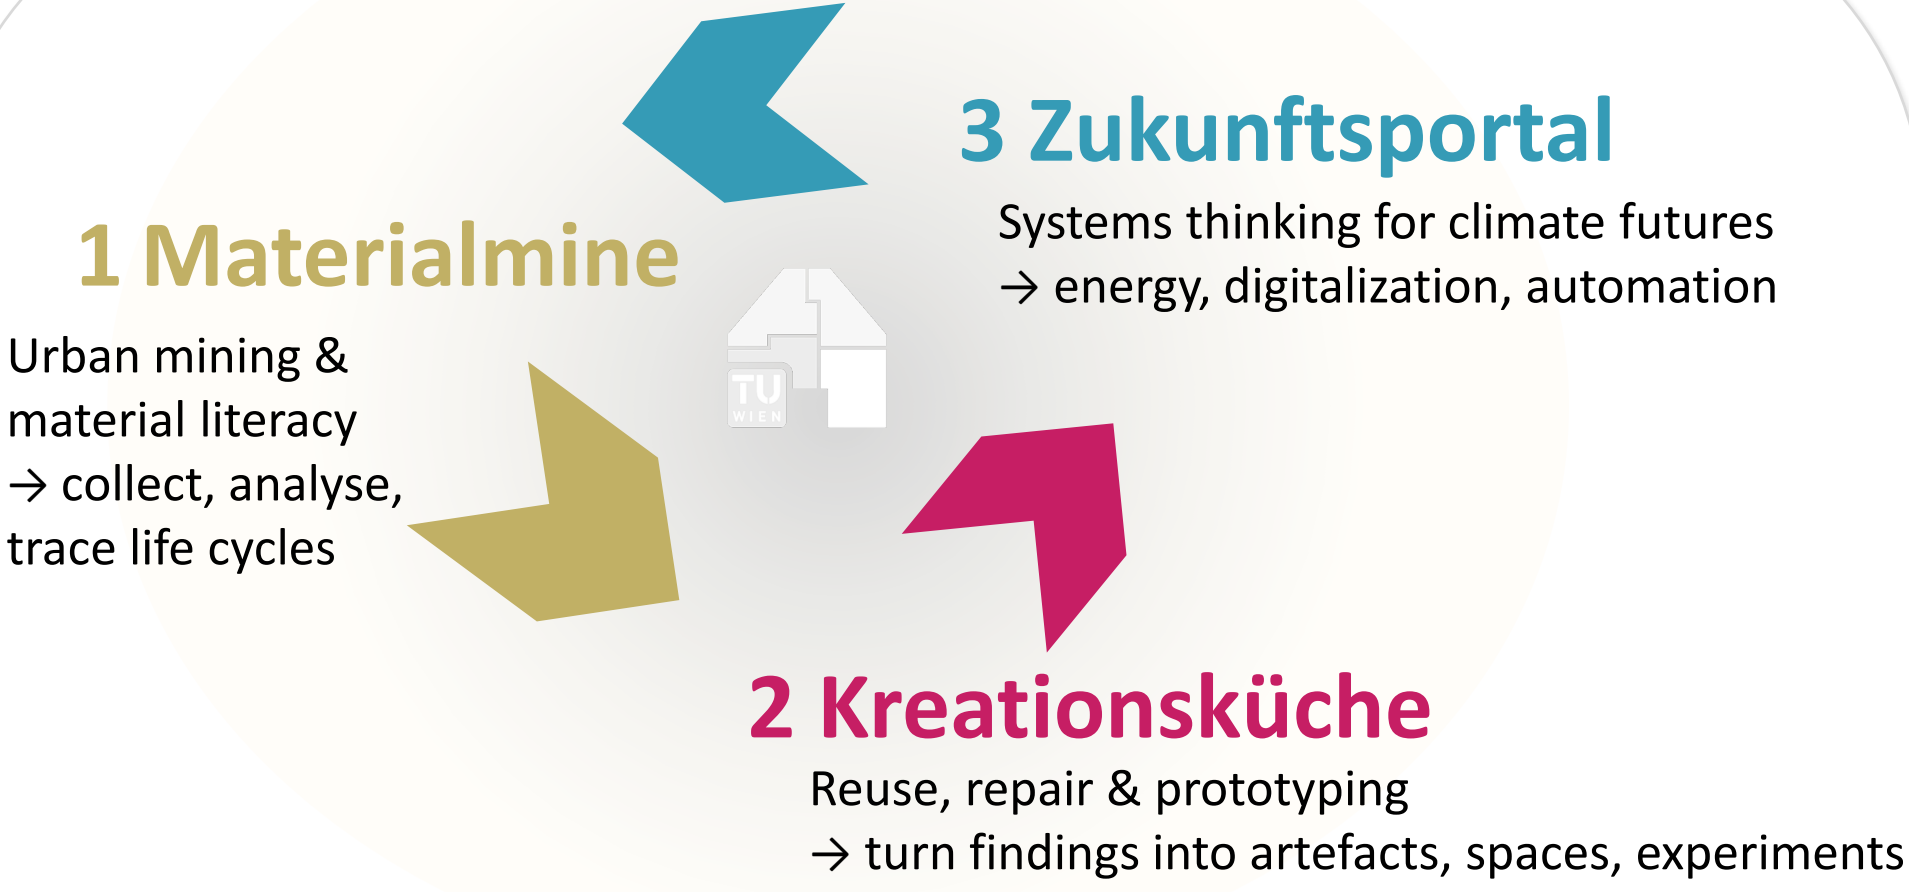 1 Materialmine
Urban mining &
material literacy
→ collect, analyse,
trace life cycles
TU
WIEN
2 Kreationsküche
Reuse, repair & prototyping
→ turn findings into artefacts, spaces, experiments
3 Zukunftsportal
Systems thinking for climate futures
→ energy, digitalization, automation